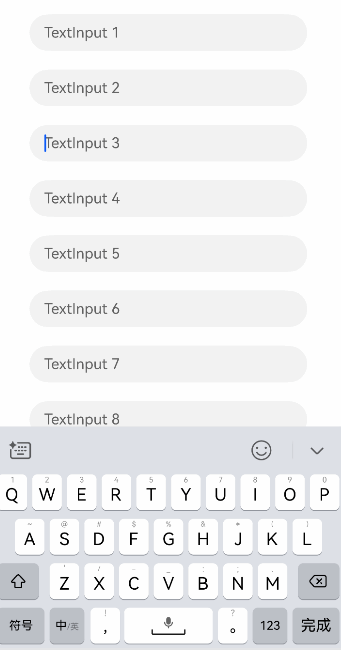 TextInput 1
TextInput 2
TextInput 3
TextInput 4
TextInput 5
TextInput 6
TextInput 7
TextInput 8
1 2 3 4 5 6 7 8 9 0
Q W E R T Y U I O P
~ @ # $ % & * ( )
A S D F G H J K L
Z X C V B N M
! ?
符号 中/英 , 。 123 完成